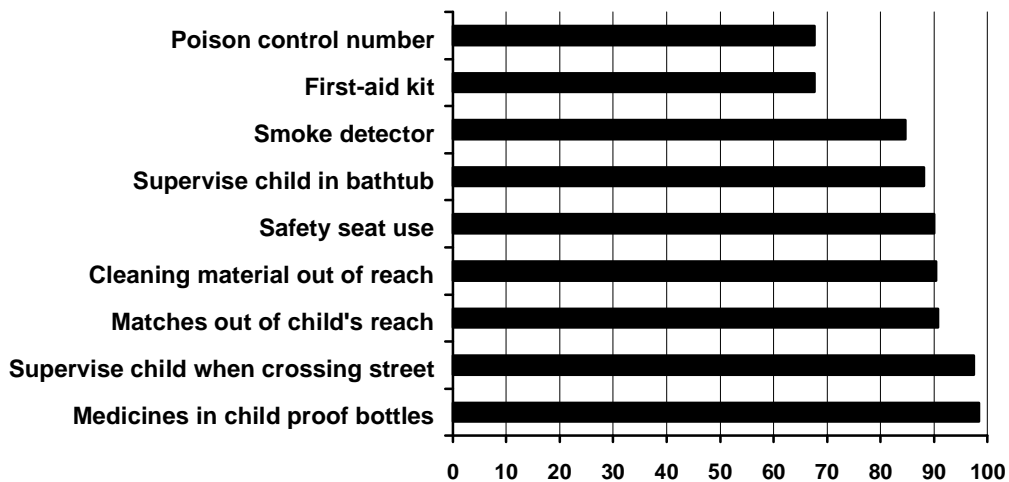 Poison control number
First-aid kit
Smoke detector
Supervise child in bathtub
Safety seat use
Cleaning material out of reach
Matches out of child's reach
Supervise child when crossing street
Medicines in child proof bottles
0 10 20 30 40 50 60 70 80 90 100